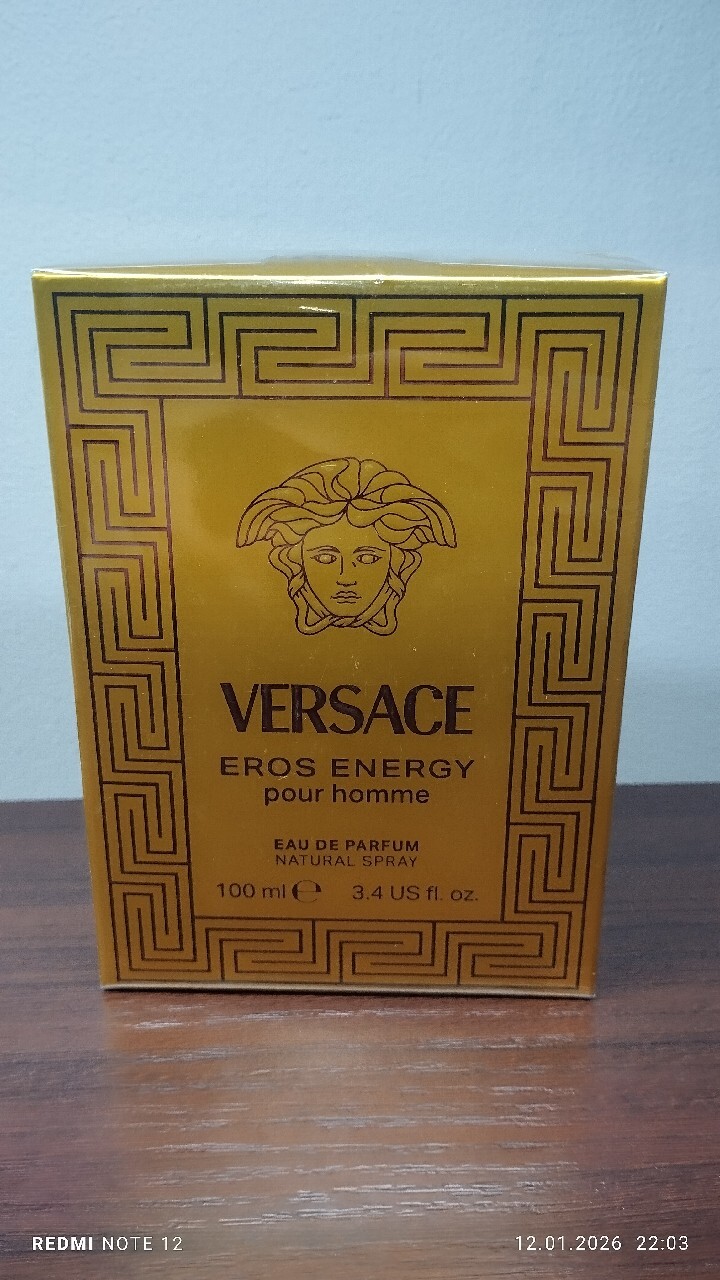 VERSACE
EROS ENERGY
pour homme
EAU DE PARFUM
NATURAL SPRAY
100 ml ℮ 3.4 US fl. oz.
REDMI NOTE 12 12.01.2026 22:03